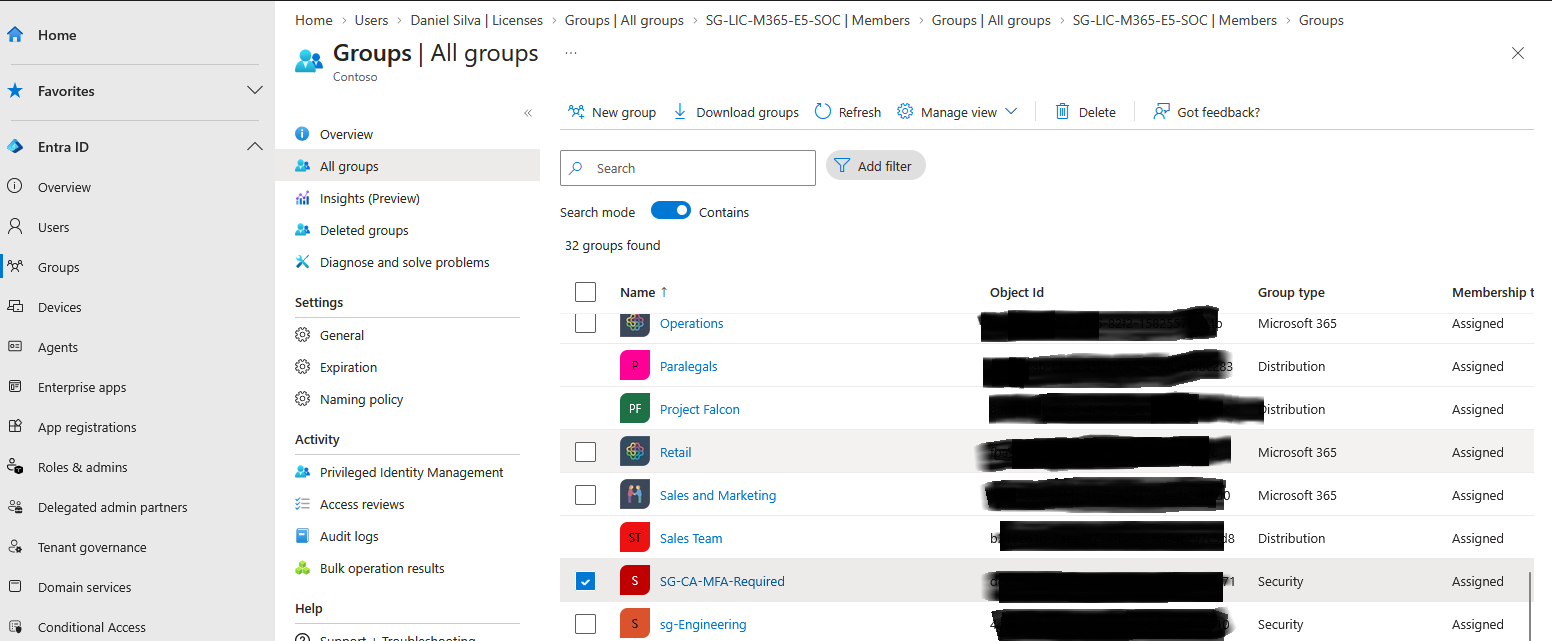 Home > Users > Daniel Silva | Licenses > Groups | All groups > SG-LIC-M365-E5-SOC | Members > Groups | All groups > SG-LIC-M365-E5-SOC | Members > Groups
Home
Favorites
Entra ID
Overview
Users
Groups
Devices
Agents
Enterprise apps
App registrations
Roles & admins
Delegated admin partners
Tenant governance
Domain services
Conditional Access
Groups | All groups ...
Contoso
«
Overview
All groups
Insights (Preview)
Deleted groups
Diagnose and solve problems
Settings
General
Expiration
Naming policy
Activity
Privileged Identity Management
Access reviews
Audit logs
Bulk operation results
Help
Support + Troubleshooting
New group Download groups Refresh Manage view Delete Got feedback?
Search Add filter
Search mode Contains
32 groups found
Name ↑ Object Id Group type Membership t
Operations Microsoft 365 Assigned
P Paralegals Distribution Assigned
PF Project Falcon Distribution Assigned
Retail Microsoft 365 Assigned
Sales and Marketing Microsoft 365 Assigned
ST Sales Team Distribution Assigned
S SG-CA-MFA-Required Security Assigned
S sg-Engineering Security Assigned